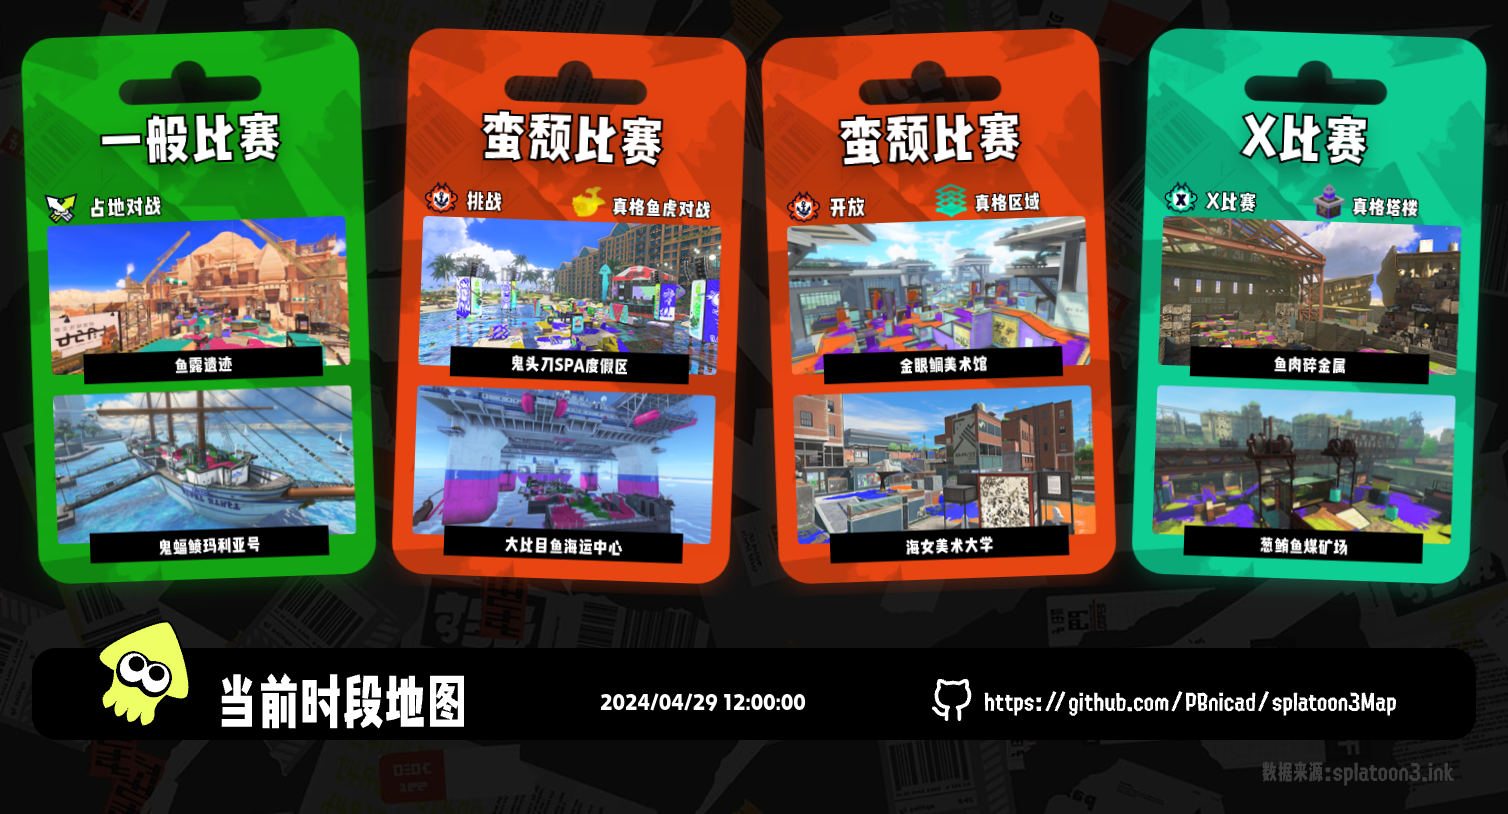 一般比赛
占地对战
鱼露遗迹
鬼蝠鲼玛利亚号
蛮颓比赛
挑战
真格鱼虎对战
鬼头刀SPA度假区
大比目鱼海运中心
蛮颓比赛
开放
真格区域
金眼鲷美术馆
海女美术大学
X比赛
X比赛
真格塔楼
鱼肉碎金属
葱鲔鱼煤矿场
当前时段地图
2024/04/29 12:00:00
https://github.com/PBnicad/splatoon3Map
数据来源:splatoon3.ink